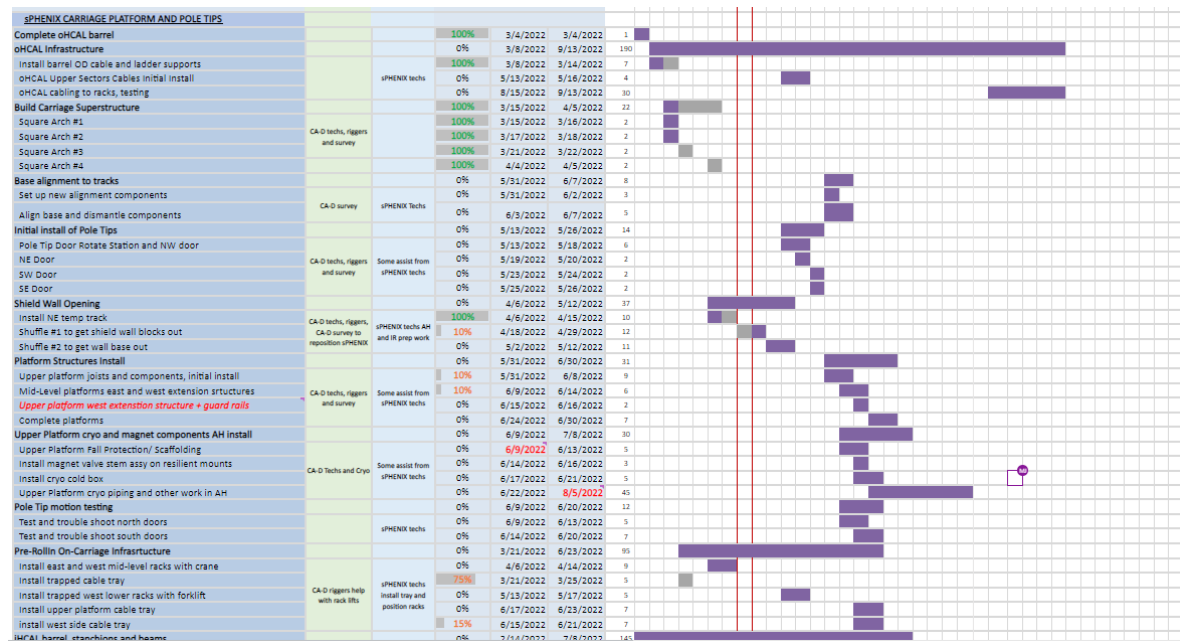 sPHENIX CARRIAGE PLATFORM AND POLE TIPS
Complete oHCAL barrel 100% 3/4/2022 3/4/2022 1
oHCAL Infrastructure 0% 3/8/2022 9/13/2022 190
Install barrel OD cable and ladder supports 100% 3/8/2022 3/14/2022 7
oHCAL Upper Sectors Cables Initial Install sPHENIX techs 0% 5/13/2022 5/16/2022 4
oHCAL cabling to racks, testing 0% 8/15/2022 9/13/2022 30
Build Carriage Superstructure 100% 3/15/2022 4/5/2022 22
Square Arch #1 100% 3/15/2022 3/16/2022 2
Square Arch #2 CA-D techs, riggers and survey 100% 3/17/2022 3/18/2022 2
Square Arch #3 100% 3/21/2022 3/22/2022 2
Square Arch #4 100% 4/4/2022 4/5/2022 2
Base alignment to tracks 0% 5/31/2022 6/7/2022 8
Set up new alignment components 0% 5/31/2022 6/2/2022 3
CA-D survey sPHENIX Techs
Align base and dismantle components 0% 6/3/2022 6/7/2022 5
Initial install of Pole Tips 0% 5/13/2022 5/26/2022 14
Pole Tip Door Rotate Station and NW door 0% 5/13/2022 5/18/2022 6
NE Door CA-D techs, riggers and survey Some assist from sPHENIX techs 0% 5/19/2022 5/20/2022 2
SW Door 0% 5/23/2022 5/24/2022 2
SE Door 0% 5/25/2022 5/26/2022 2
Shield Wall Opening 0% 4/6/2022 5/12/2022 37
Install NE temp track 100% 4/6/2022 4/15/2022 10
Shuffle #1 to get shield wall blocks out CA-D techs, riggers, CA-D survey to reposition sPHENIX sPHENIX techs AH and IR prep work 10% 4/18/2022 4/29/2022 12
Shuffle #2 to get wall base out 0% 5/2/2022 5/12/2022 11
Platform Structures Install 0% 5/31/2022 6/30/2022 31
Upper platform joists and components, initial install 10% 5/31/2022 6/8/2022 9
Mid-Level platforms east and west extension srtuctures CA-D techs, riggers and survey Some assist from sPHENIX techs 10% 6/9/2022 6/14/2022 6
Upper platform west extenstion structure + guard rails 0% 6/15/2022 6/16/2022 2
Complete platforms 0% 6/24/2022 6/30/2022 7
Upper Platform cryo and magnet components AH install 0% 6/9/2022 7/8/2022 30
Upper Platform Fall Protection/ Scaffolding 0% 6/9/2022 6/13/2022 5
Install magnet valve stem assy on resilient mounts CA-D Techs and Cryo Some assist from sPHENIX techs 0% 6/14/2022 6/16/2022 3
Install cryo cold box 0% 6/17/2022 6/21/2022 5
Upper Platform cryo piping and other work in AH 0% 6/22/2022 8/5/2022 45
Pole Tip motion testing 0% 6/9/2022 6/20/2022 12
Test and trouble shoot north doors sPHENIX techs 0% 6/9/2022 6/13/2022 5
Test and trouble shoot south doors 0% 6/14/2022 6/20/2022 7
Pre-Rollin On-Carriage Infrasrtucture 0% 3/21/2022 6/23/2022 95
Install east and west mid-level racks with crane 0% 4/6/2022 4/14/2022 9
Install trapped cable tray 75% 3/21/2022 3/25/2022 5
Install trapped west lower racks with forklift CA-D riggers help with rack lifts sPHENIX techs install tray and position racks 0% 5/13/2022 5/17/2022 5
Install upper platform cable tray 0% 6/17/2022 6/23/2022 7
install west side cable tray 15% 6/15/2022 6/21/2022 7
iHCAL barrel, stanchions and beams 0% 2/14/2022 7/8/2022 145